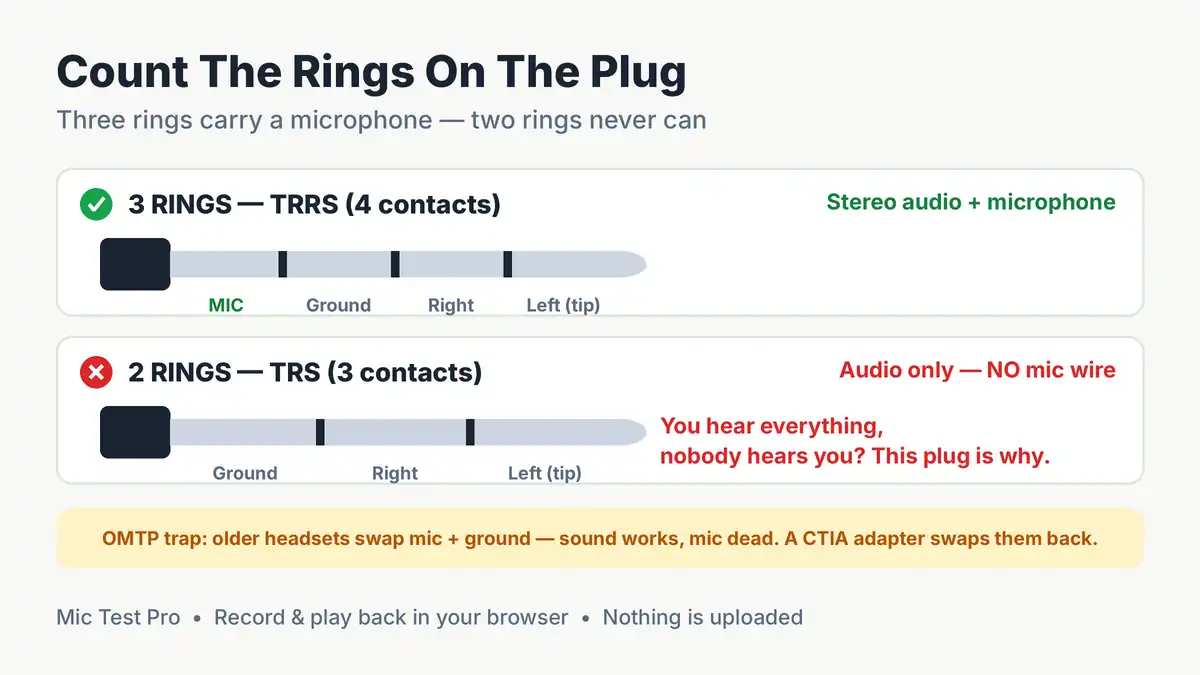 Count The Rings On The Plug
Three rings carry a microphone — two rings never can
3 RINGS — TRRS (4 contacts)
Stereo audio + microphone
MIC Ground Right Left (tip)
2 RINGS — TRS (3 contacts)
Audio only — NO mic wire
You hear everything,
nobody hears you? This plug is why.
Ground Right Left (tip)
OMTP trap: older headsets swap mic + ground — sound works, mic dead. A CTIA adapter swaps them back.
Mic Test Pro • Record & play back in your browser • Nothing is uploaded